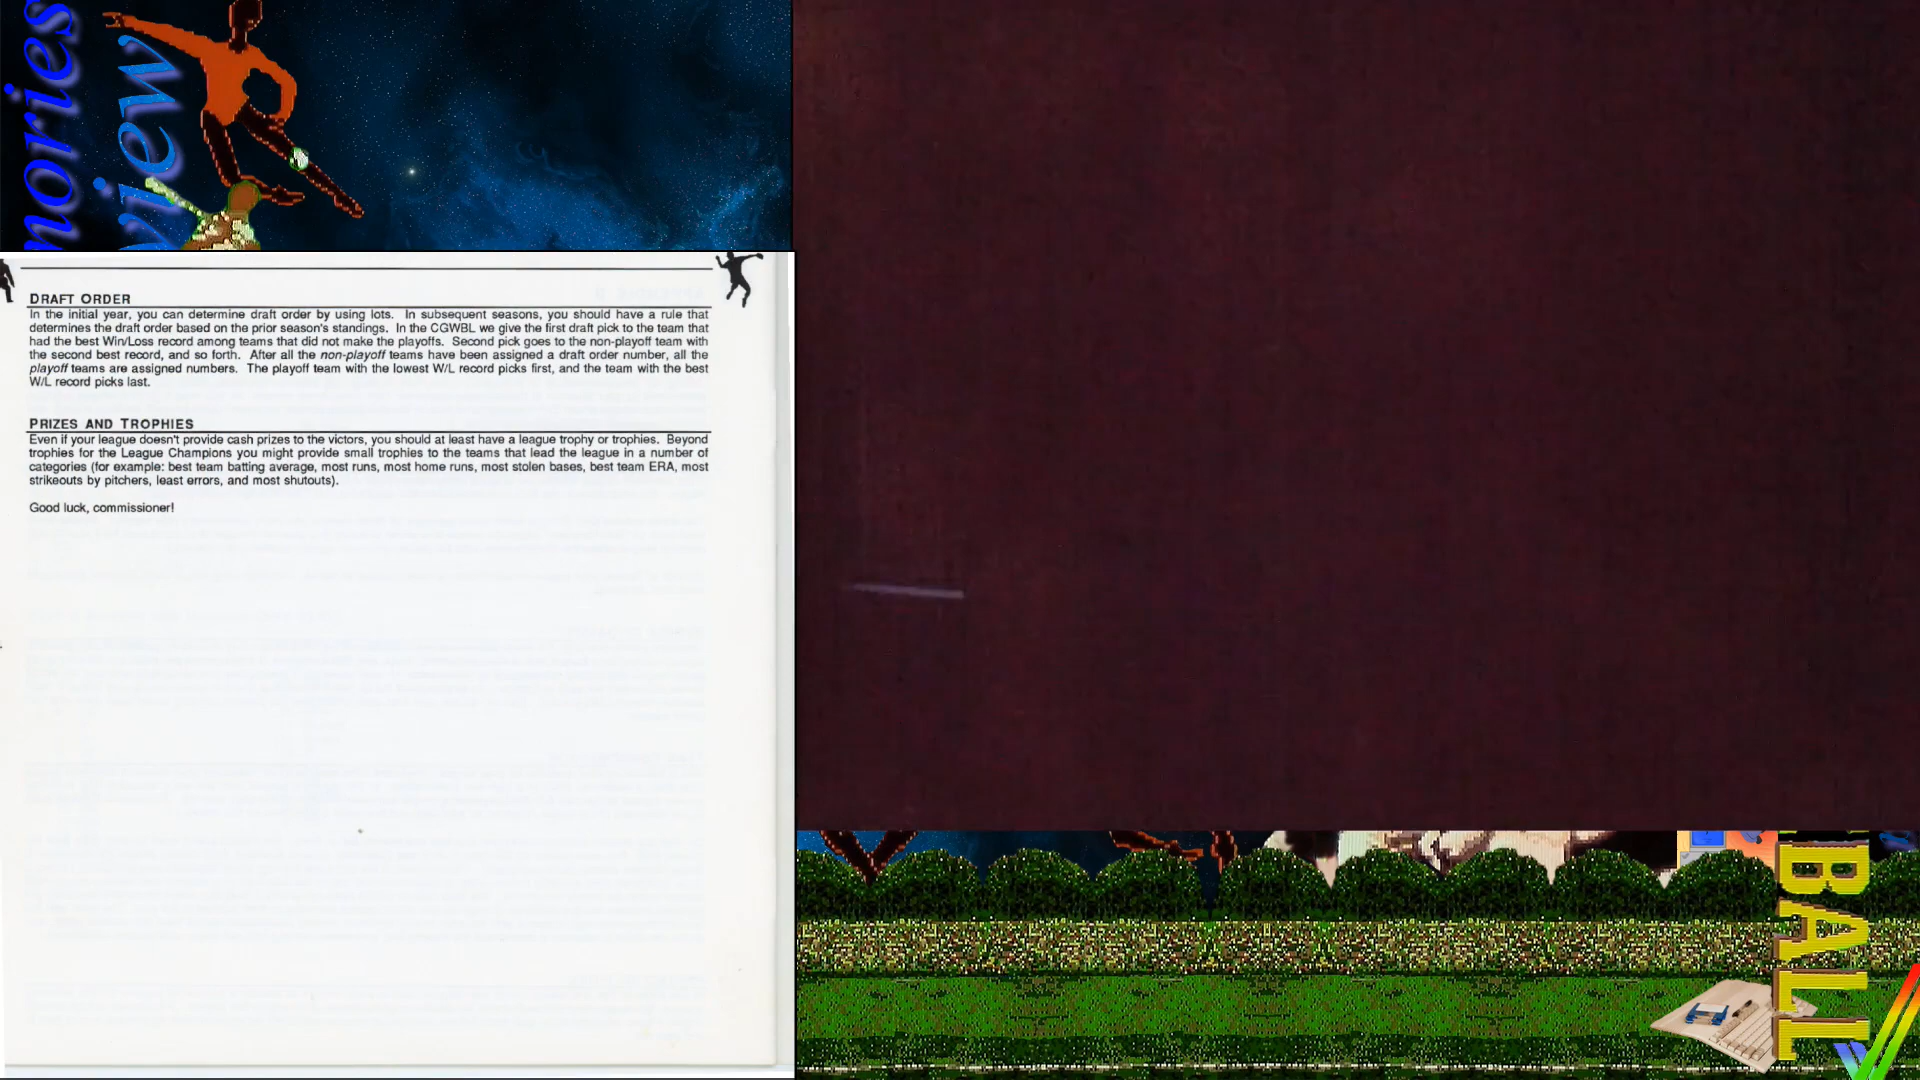 nories
view
DRAFT ORDER
In the initial year, you can determine draft order by using lots. In subsequent seasons, you should have a rule that
determines the draft order based on the prior season's standings. In the CGWBL we give the first draft pick to the team that
had the best Win/Loss record among teams that did not make the playoffs. Second pick goes to the non-playoff team with
the second best record, and so forth. After all the non-playoff teams have been assigned a draft order number, all the
playoff teams are assigned numbers. The playoff team with the lowest W/L record picks first, and the team with the best
W/L record picks last.
PRIZES AND TROPHIES
Even if your league doesn't provide cash prizes to the victors, you should at least have a league trophy or trophies. Beyond
trophies for the League Champions you might provide small trophies to the teams that lead the league in a number of
categories (for example: best team batting average, most runs, most home runs, most stolen bases, best team ERA, most
strikeouts by pitchers, least errors, and most shutouts).
Good luck, commissioner!
BALL